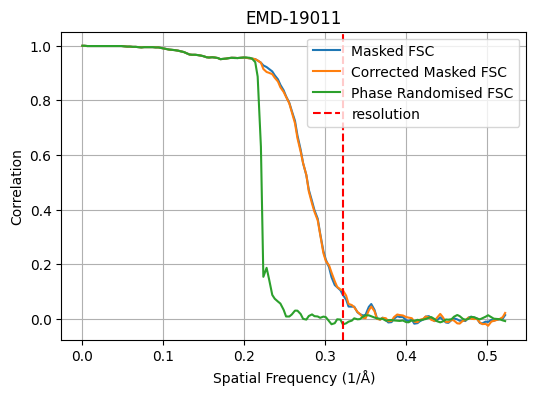 EMD-19011
Masked FSC
Corrected Masked FSC
Phase Randomised FSC
resolution
Correlation
1.0
0.8
0.6
0.4
0.2
0.0
0.0 0.1 0.2 0.3 0.4 0.5
Spatial Frequency (1/Å)